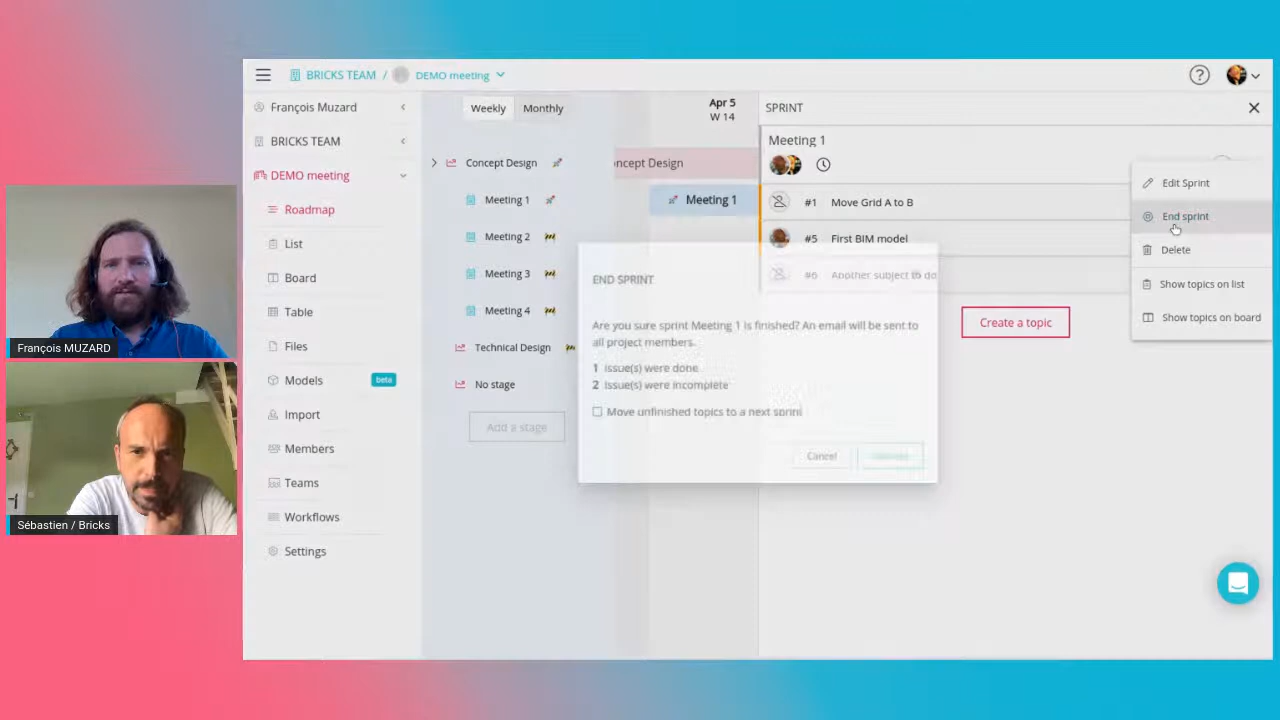 BRICKS TEAM / DEMO meeting
François Muzard
BRICKS TEAM
DEMO meeting
Roadmap
List
Board
Table
Files
Models beta
Import
Members
Teams
Workflows
Settings
Weekly Monthly
Apr 5
W 14
Concept Design
Meeting 1
Meeting 2
Meeting 3
Meeting 4
Technical Design
No stage
Add a stage
ncept Design
Meeting 1
SPRINT
Meeting 1
#1 Move Grid A to B
#5 First BIM model
#6 Another subject to do
Create a topic
Edit Sprint
End sprint
Delete
Show topics on list
Show topics on board
END SPRINT
Are you sure sprint Meeting 1 is finished? An email will be sent to
all project members.
1 issue(s) were done
2 issue(s) were incomplete
Move unfinished topics to a next sprint
Cancel
François MUZARD
Sébastien / Bricks